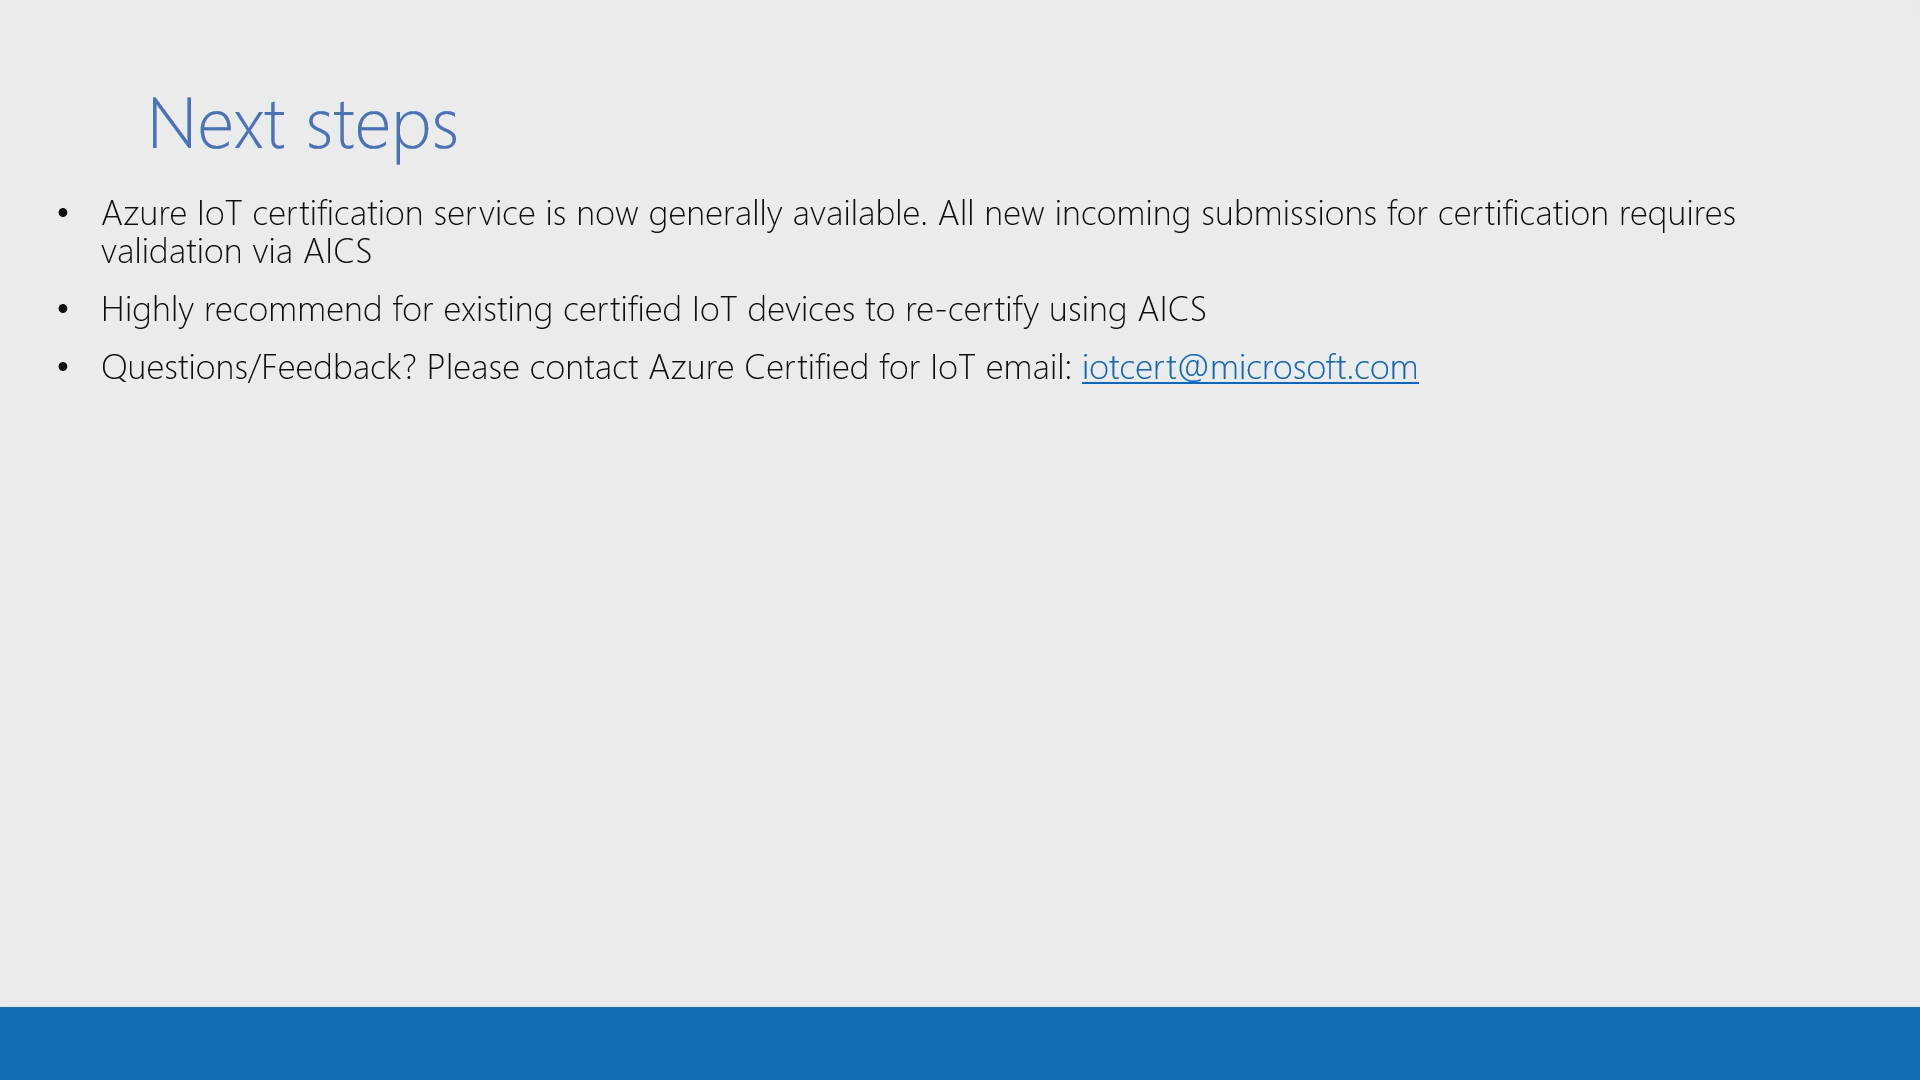 Next steps
• Azure IoT certification service is now generally available. All new incoming submissions for certification requires
validation via AICS
• Highly recommend for existing certified IoT devices to re-certify using AICS
• Questions/Feedback? Please contact Azure Certified for IoT email: iotcert@microsoft.com